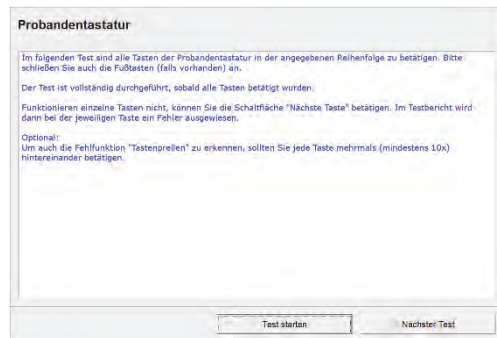 Probandentastatur
Im folgenden Test sind alle Tasten der Probandentastatur in der angegebenen Reihenfolge zu betätigen. Bitte
schließen Sie auch die Fußtasten (falls vorhanden) an.
Der Test ist vollständig durchgeführt, sobald alle Tasten betätigt wurden.
Funktionieren einzelne Tasten nicht, können Sie die Schaltfläche "Nächste Taste" betätigen. Im Testbericht wird
dann bei der jeweiligen Taste ein Fehler ausgewiesen.
Optional:
Um auch die Fehlfunktion "Tastenprellen" zu erkennen, sollten Sie jede Taste mehrmals (mindestens 10x)
hintereinander betätigen.
Test starten
Nächster Test